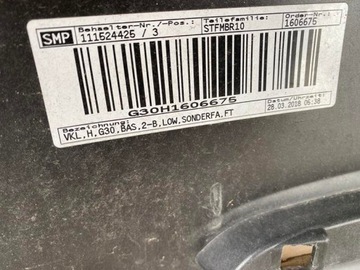 SMP
Behaelter-Nr./-Pos.:
111524425 / 3
Teilefamilie:
STFMBR10
Order-Nr.:
1606675
G30H1606675
Bezeichnung:
VKL,H,G30,BAS,2-B,LOW,SONDERFA,FT
Datum/Uhrzeit:
28.03.2018 05:38